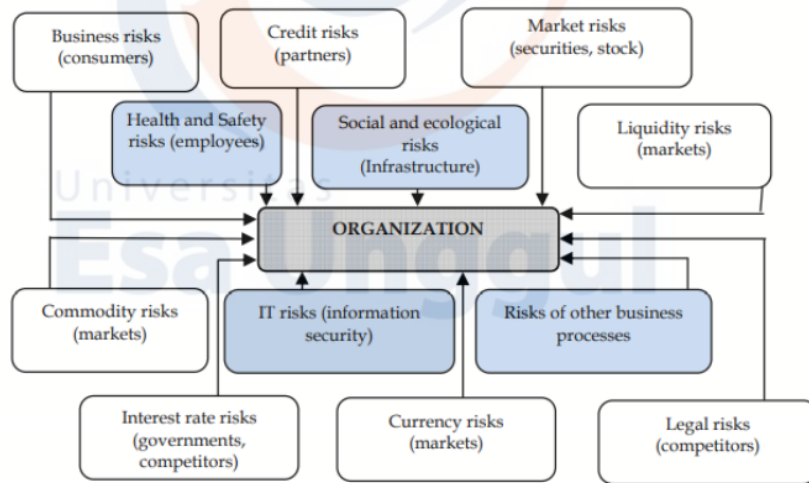 Business risks
(consumers)
Credit risks
(partners)
Market risks
(securities, stock)
Health and Safety
risks (employees)
Social and ecological
risks
(Infrastructure)
Liquidity risks
(markets)
Universitas
Esa Unggul
ORGANIZATION
Commodity risks
(markets)
IT risks (information
security)
Risks of other business
processes
Interest rate risks
(governments,
competitors)
Currency risks
(markets)
Legal risks
(competitors)